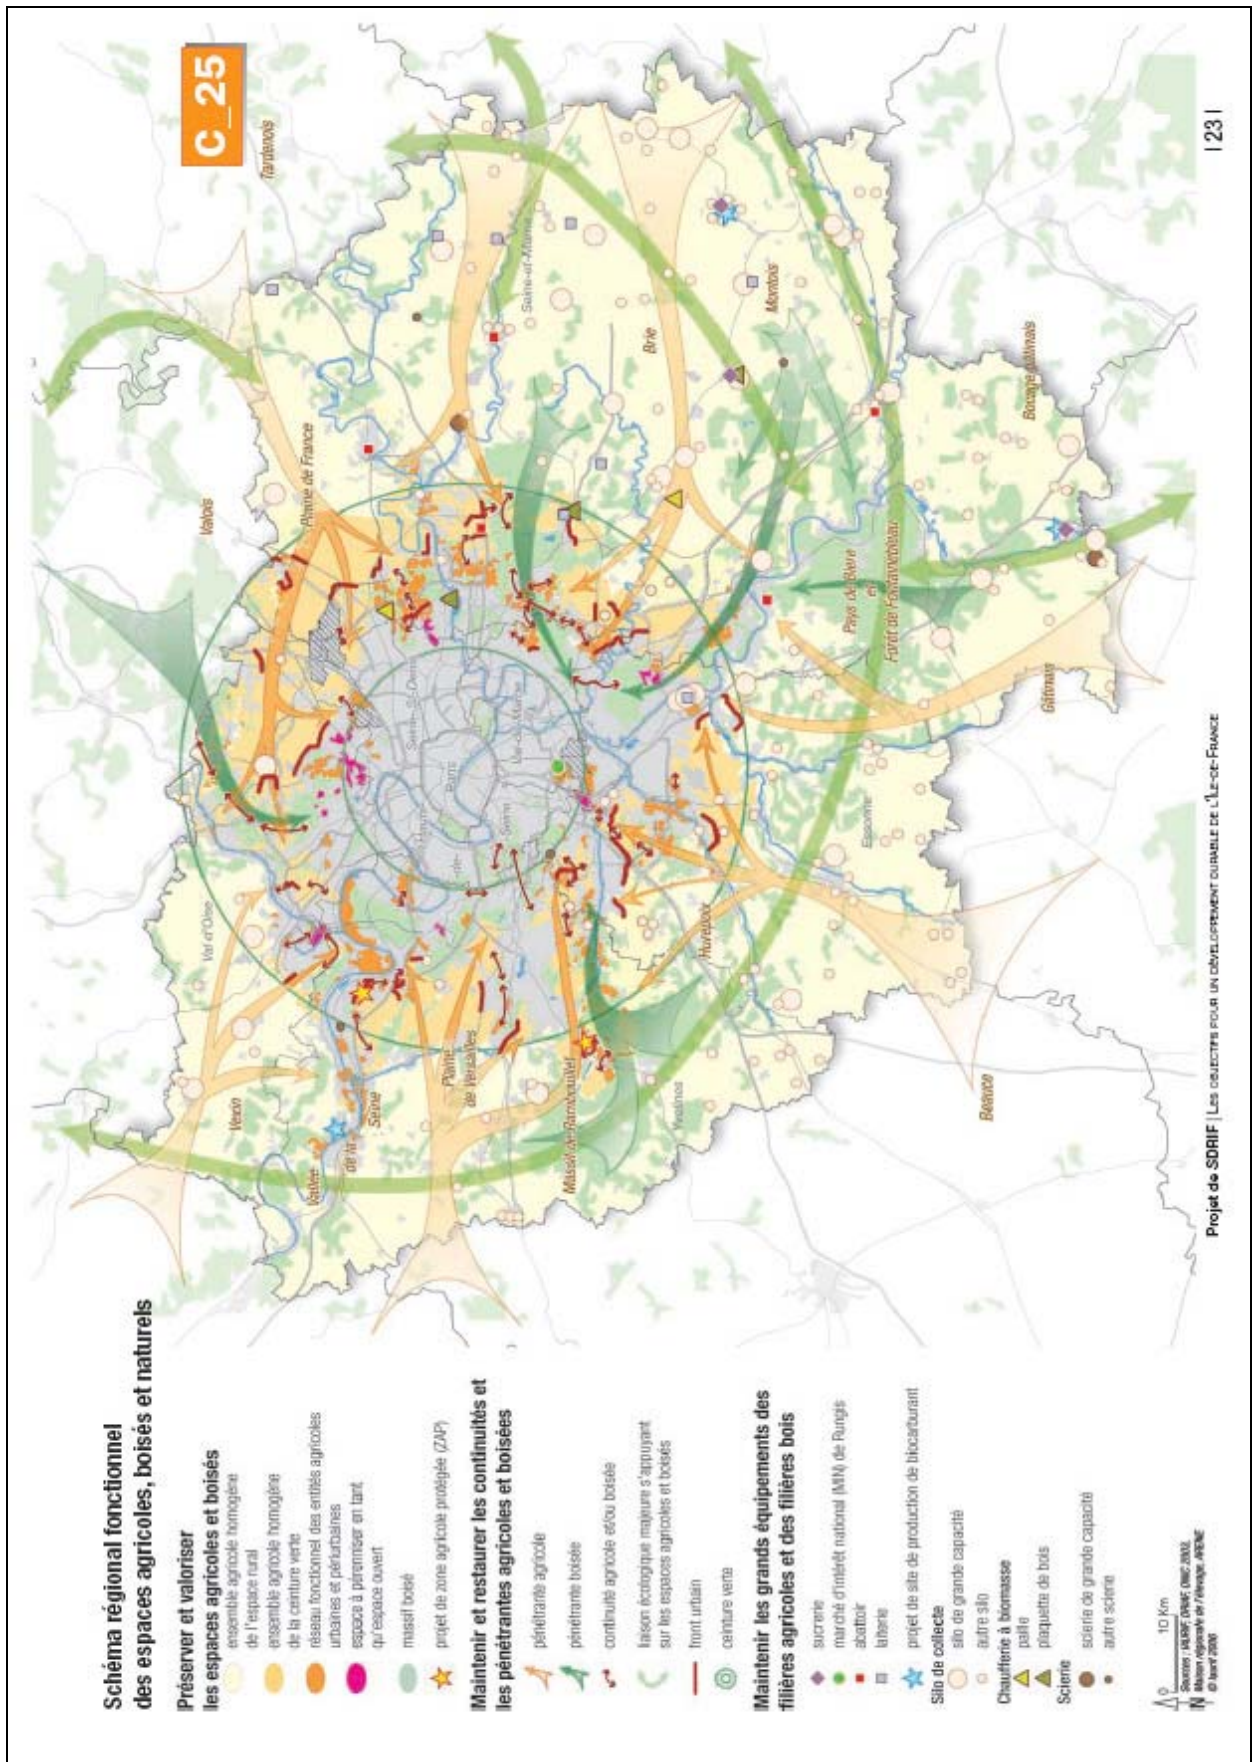 C_25
Schéma régional fonctionnel
des espaces agricoles, boisés et naturels
Préserver et valoriser
les espaces agricoles et boisés
ensemble agricole homogène
de l'espace rural
ensemble agricole homogène
de la ceinture verte
réseau fonctionnel des entités agricoles
urbaines et périurbaines
espace à pérenniser en tant
qu'espace ouvert
massif boisé
projet de zone agricole protégée (ZAP)
Maintenir et restaurer les continuités et
les pénétrantes agricoles et boisées
pénétrante agricole
pénétrante boisée
continuité agricole et/ou boisée
liaison écologique majeure s'appuyant
sur les espaces agricoles et boisés
front urbain
ceinture verte
Maintenir les grands équipements des
filières agricoles et des filières bois
sucrerie
marché d'intérêt national (MIN) de Rungis
abattoir
laiterie
projet de site de production de biocarburant
Silo de collecte
silo de grande capacité
autre silo
Chaufferie à biomasse
paille
plaquette de bois
Scierie
scierie de grande capacité
autre scierie
0 10 Km
N
Maison régionale de l'élevage, ARENE
Tardenois
Valois
Plaine de France
Seine-et-Marne
Brie
Montois
Bocage gâtinais
Pays de Bière
et
Forêt de Fontainebleau
Gâtinais
Essonne
Hurepoix
Beauce
Yvelines
Massif de Rambouillet
Plaine
de Versailles
Vallée
de la
Seine
Vexin
Val d'Oise
Paris
Seine-St-Denis
Projet de SDRIF | Les objectifs pour un développement durable de l'Île-de-France
|23|